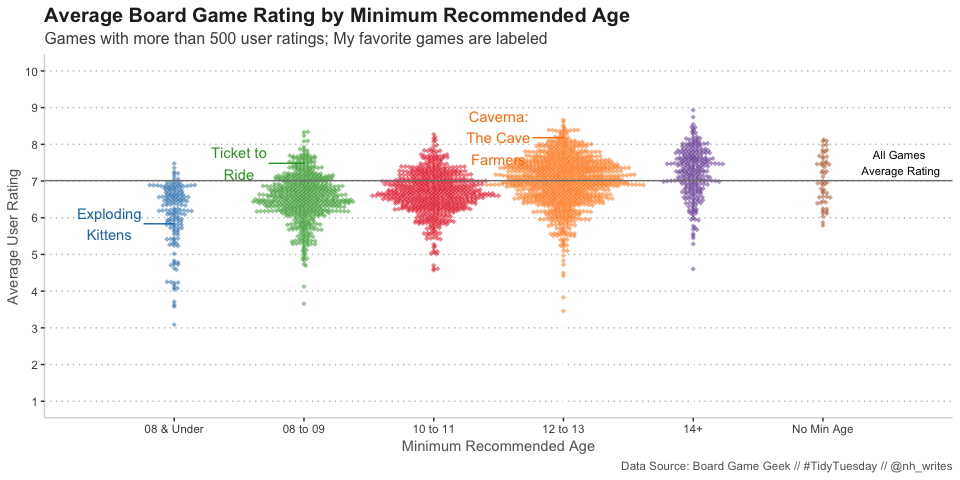 Average Board Game Rating by Minimum Recommended Age
Games with more than 500 user ratings; My favorite games are labeled
Average User Rating
10
9
8
7
6
5
4
3
2
1
Exploding
Kittens
Ticket to
Ride
Caverna:
The Cave
Farmers
All Games
Average Rating
08 & Under
08 to 09
10 to 11
12 to 13
14+
No Min Age
Minimum Recommended Age
Data Source: Board Game Geek // #TidyTuesday // @nh_writes